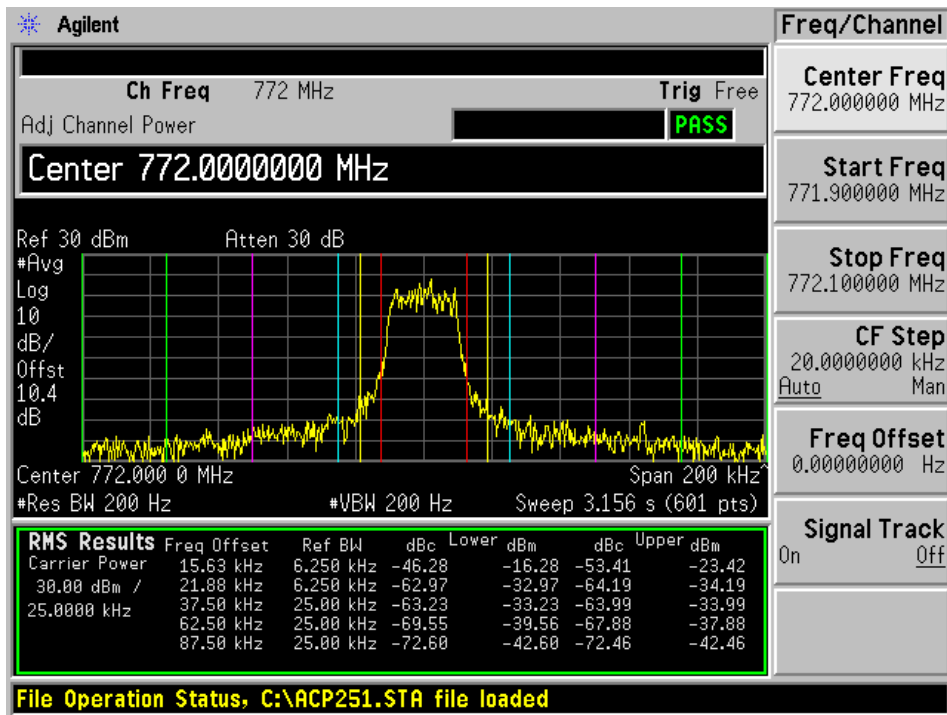 Agilent
Freq/Channel
Ch Freq 772 MHz Trig Free
Adj Channel Power PASS
Center 772.0000000 MHz
Ref 30 dBm Atten 30 dB
#Avg
Log
10
dB/
Offst
10.4
dB
Center 772.000 0 MHz Span 200 kHz^
#Res BW 200 Hz #VBW 200 Hz Sweep 3.156 s (601 pts)
RMS Results Freq Offset Ref BW dBc Lower dBm dBc Upper dBm
Carrier Power 15.63 kHz 6.250 kHz -46.28 -16.28 -53.41 -23.42
30.00 dBm / 21.88 kHz 6.250 kHz -62.97 -32.97 -64.19 -34.19
25.0000 kHz 37.50 kHz 25.00 kHz -63.23 -33.23 -63.99 -33.99
62.50 kHz 25.00 kHz -69.55 -39.56 -67.88 -37.88
87.50 kHz 25.00 kHz -72.60 -42.60 -72.46 -42.46
File Operation Status, C:\ACP251.STA file loaded
Center Freq
772.000000 MHz
Start Freq
771.900000 MHz
Stop Freq
772.100000 MHz
CF Step
20.0000000 kHz
Auto Man
Freq Offset
0.00000000 Hz
Signal Track
On Off